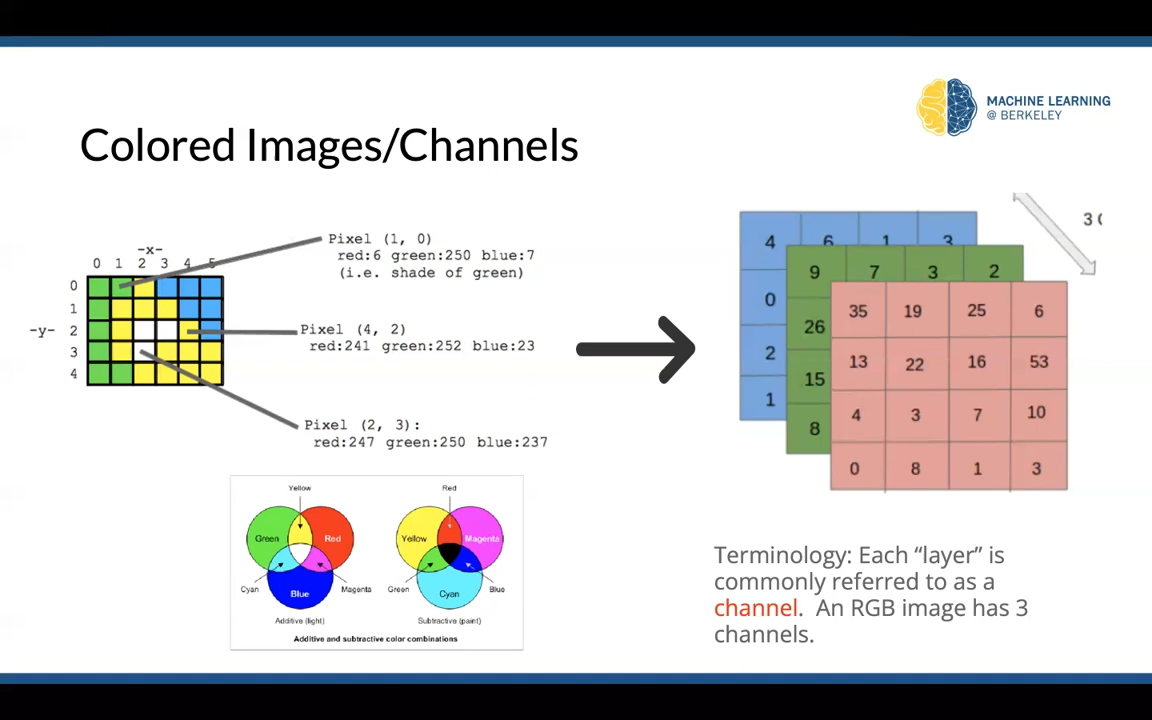 MACHINE LEARNING
@ BERKELEY
Colored Images/Channels
-x-
0 1 2 3 4 5
0
1
-y- 2
3
4
Pixel (1, 0)
red:6 green:250 blue:7
(i.e. shade of green)
Pixel (4, 2)
red:241 green:252 blue:23
Pixel (2, 3):
red:247 green:250 blue:237
Yellow
Green Red
Cyan Blue Magenta
Additive (light)
Red
Yellow Magenta
Green Cyan Blue
Subtractive (paint)
Additive and subtractive color combinations
3
4 6 1 3
0
2
1
9 7 3 2
26
15
8
35 19 25 6
13 22 16 53
4 3 7 10
0 8 1 3
Terminology: Each “layer” is
commonly referred to as a
channel. An RGB image has 3
channels.